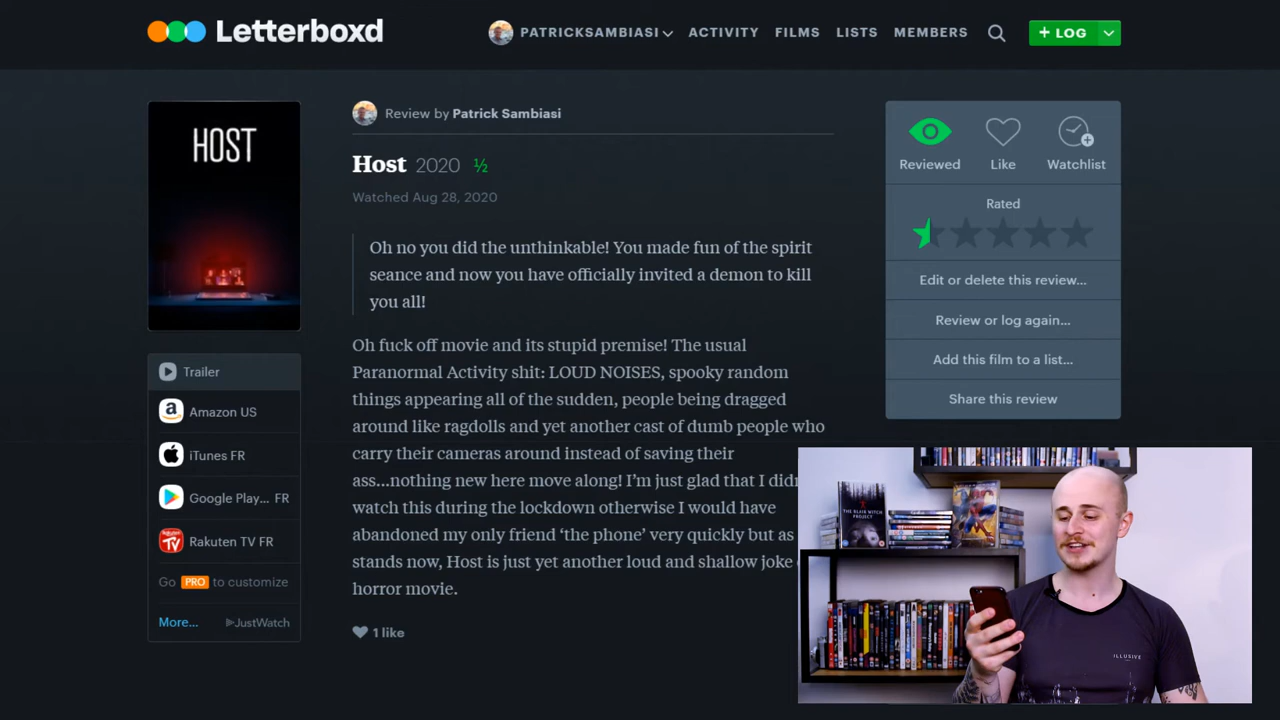 Letterboxd
PATRICKSAMBIASI ACTIVITY FILMS LISTS MEMBERS + LOG
HOST
Review by Patrick Sambiasi
Host 2020 ½
Watched Aug 28, 2020
Oh no you did the unthinkable! You made fun of the spirit
seance and now you have officially invited a demon to kill
you all!
Oh fuck off movie and its stupid premise! The usual
Paranormal Activity shit: LOUD NOISES, spooky random
things appearing all of the sudden, people being dragged
around like ragdolls and yet another cast of dumb people who
carry their cameras around instead of saving their
ass...nothing new here move along! I'm just glad that I didn
watch this during the lockdown otherwise I would have
abandoned my girlfriend 'the phone' very quickly but as
stands now, Host is just yet another loud and shallow joke
horror movie.
1 like
Reviewed
Like
Watchlist
Rated
Edit or delete this review...
Review or log again...
Add this film to a list...
Share this review
Trailer
Amazon US
iTunes FR
Google Play... FR
Rakuten TV FR
Go PRO to customize
More... JustWatch
THE BLAIR WITCH
PROJECT
ILLUSIVE